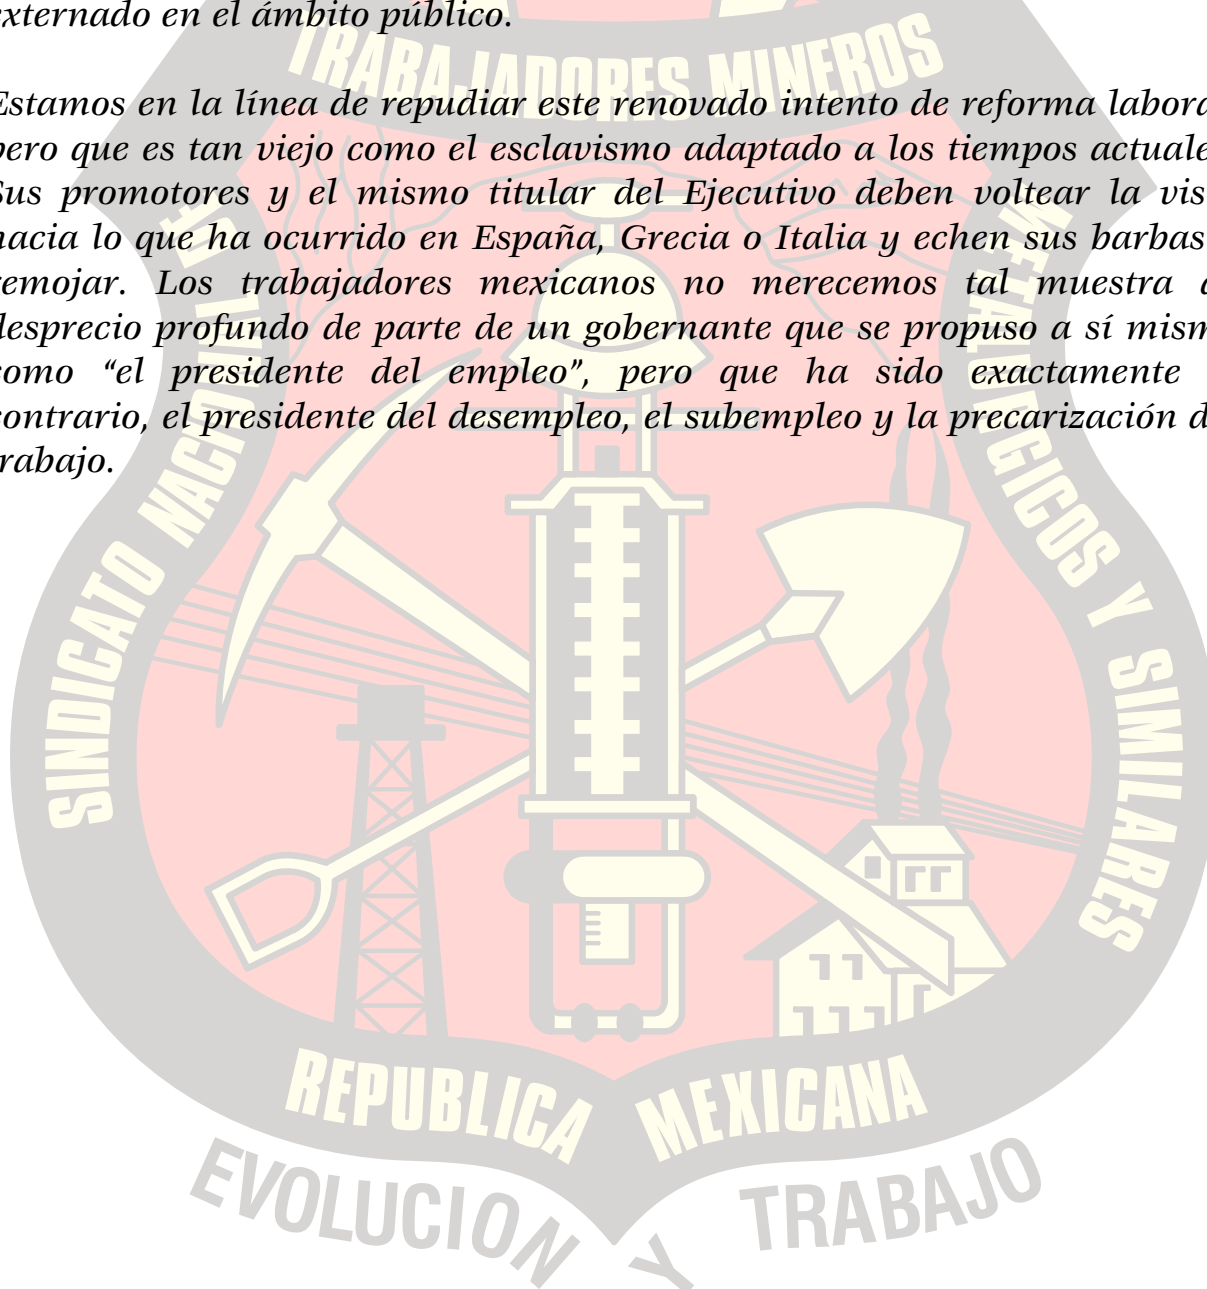 externado en el ámbito público.
Estamos en la línea de repudiar este renovado intento de reforma labora
pero que es tan viejo como el esclavismo adaptado a los tiempos actuale
Sus promotores y el mismo titular del Ejecutivo deben voltear la vis
hacia lo que ha ocurrido en España, Grecia o Italia y echen sus barbas
remojar. Los trabajadores mexicanos no merecemos tal muestra d
desprecio profundo de parte de un gobernante que se propuso a sí mism
como “el presidente del empleo”, pero que ha sido exactamente
contrario, el presidente del desempleo, el subempleo y la precarización d
trabajo.
SINDICATO NACIONAL DE
TRABAJADORES MINEROS
METALURGICOS Y SIMILARES
REPUBLICA MEXICANA
EVOLUCION Y TRABAJO